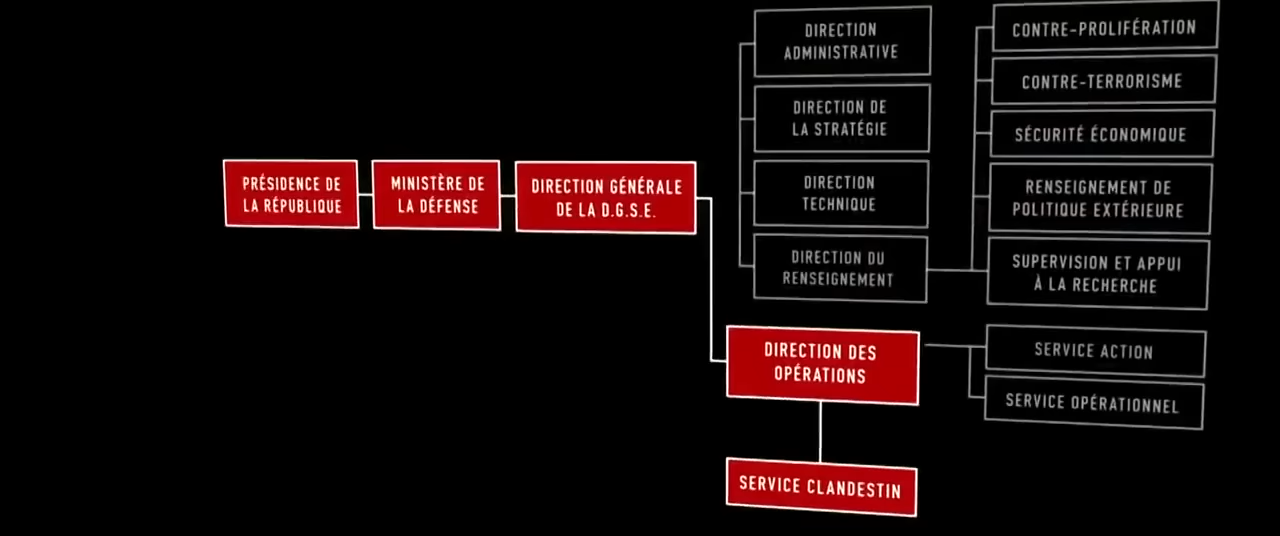 PRÉSIDENCE DE
LA RÉPUBLIQUE
MINISTÈRE DE
LA DÉFENSE
DIRECTION GÉNÉRALE
DE LA D.G.S.E.
DIRECTION
ADMINISTRATIVE
DIRECTION DE
LA STRATÉGIE
DIRECTION
TECHNIQUE
DIRECTION DU
RENSEIGNEMENT
CONTRE-PROLIFÉRATION
CONTRE-TERRORISME
SÉCURITÉ ÉCONOMIQUE
RENSEIGNEMENT DE
POLITIQUE EXTÉRIEURE
SUPERVISION ET APPUI
À LA RECHERCHE
DIRECTION DES
OPÉRATIONS
SERVICE ACTION
SERVICE OPÉRATIONNEL
SERVICE CLANDESTIN